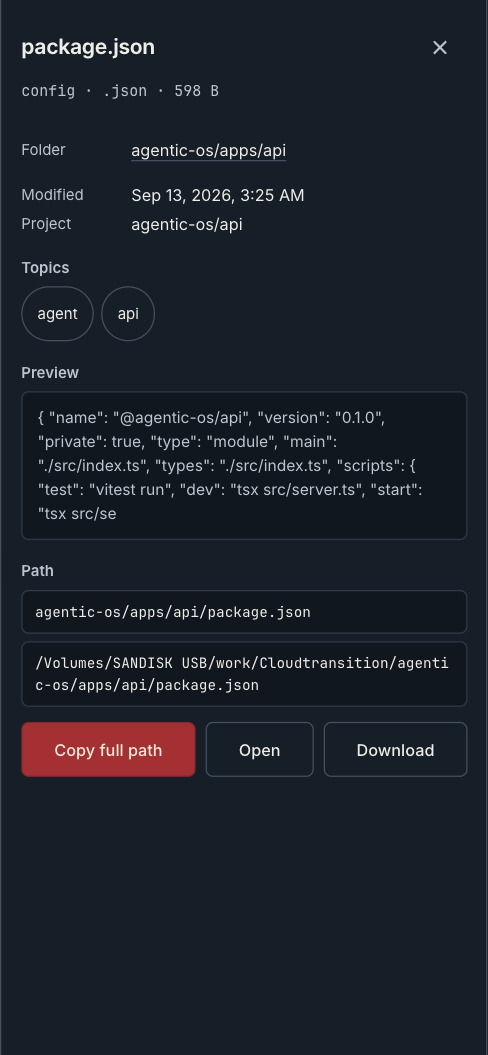 package.json
config · .json · 598 B
Folder agentic-os/apps/api
Modified Sep 13, 2026, 3:25 AM
Project agentic-os/api
Topics
agent api
Preview
{ "name": "@agentic-os/api", "version": "0.1.0",
"private": true, "type": "module", "main":
"./src/index.ts", "types": "./src/index.ts", "scripts": {
"test": "vitest run", "dev": "tsx src/server.ts", "start":
"tsx src/se
Path
agentic-os/apps/api/package.json
/Volumes/SANDISK USB/work/Cloudtransition/agenti
c-os/apps/api/package.json
Copy full path Open Download